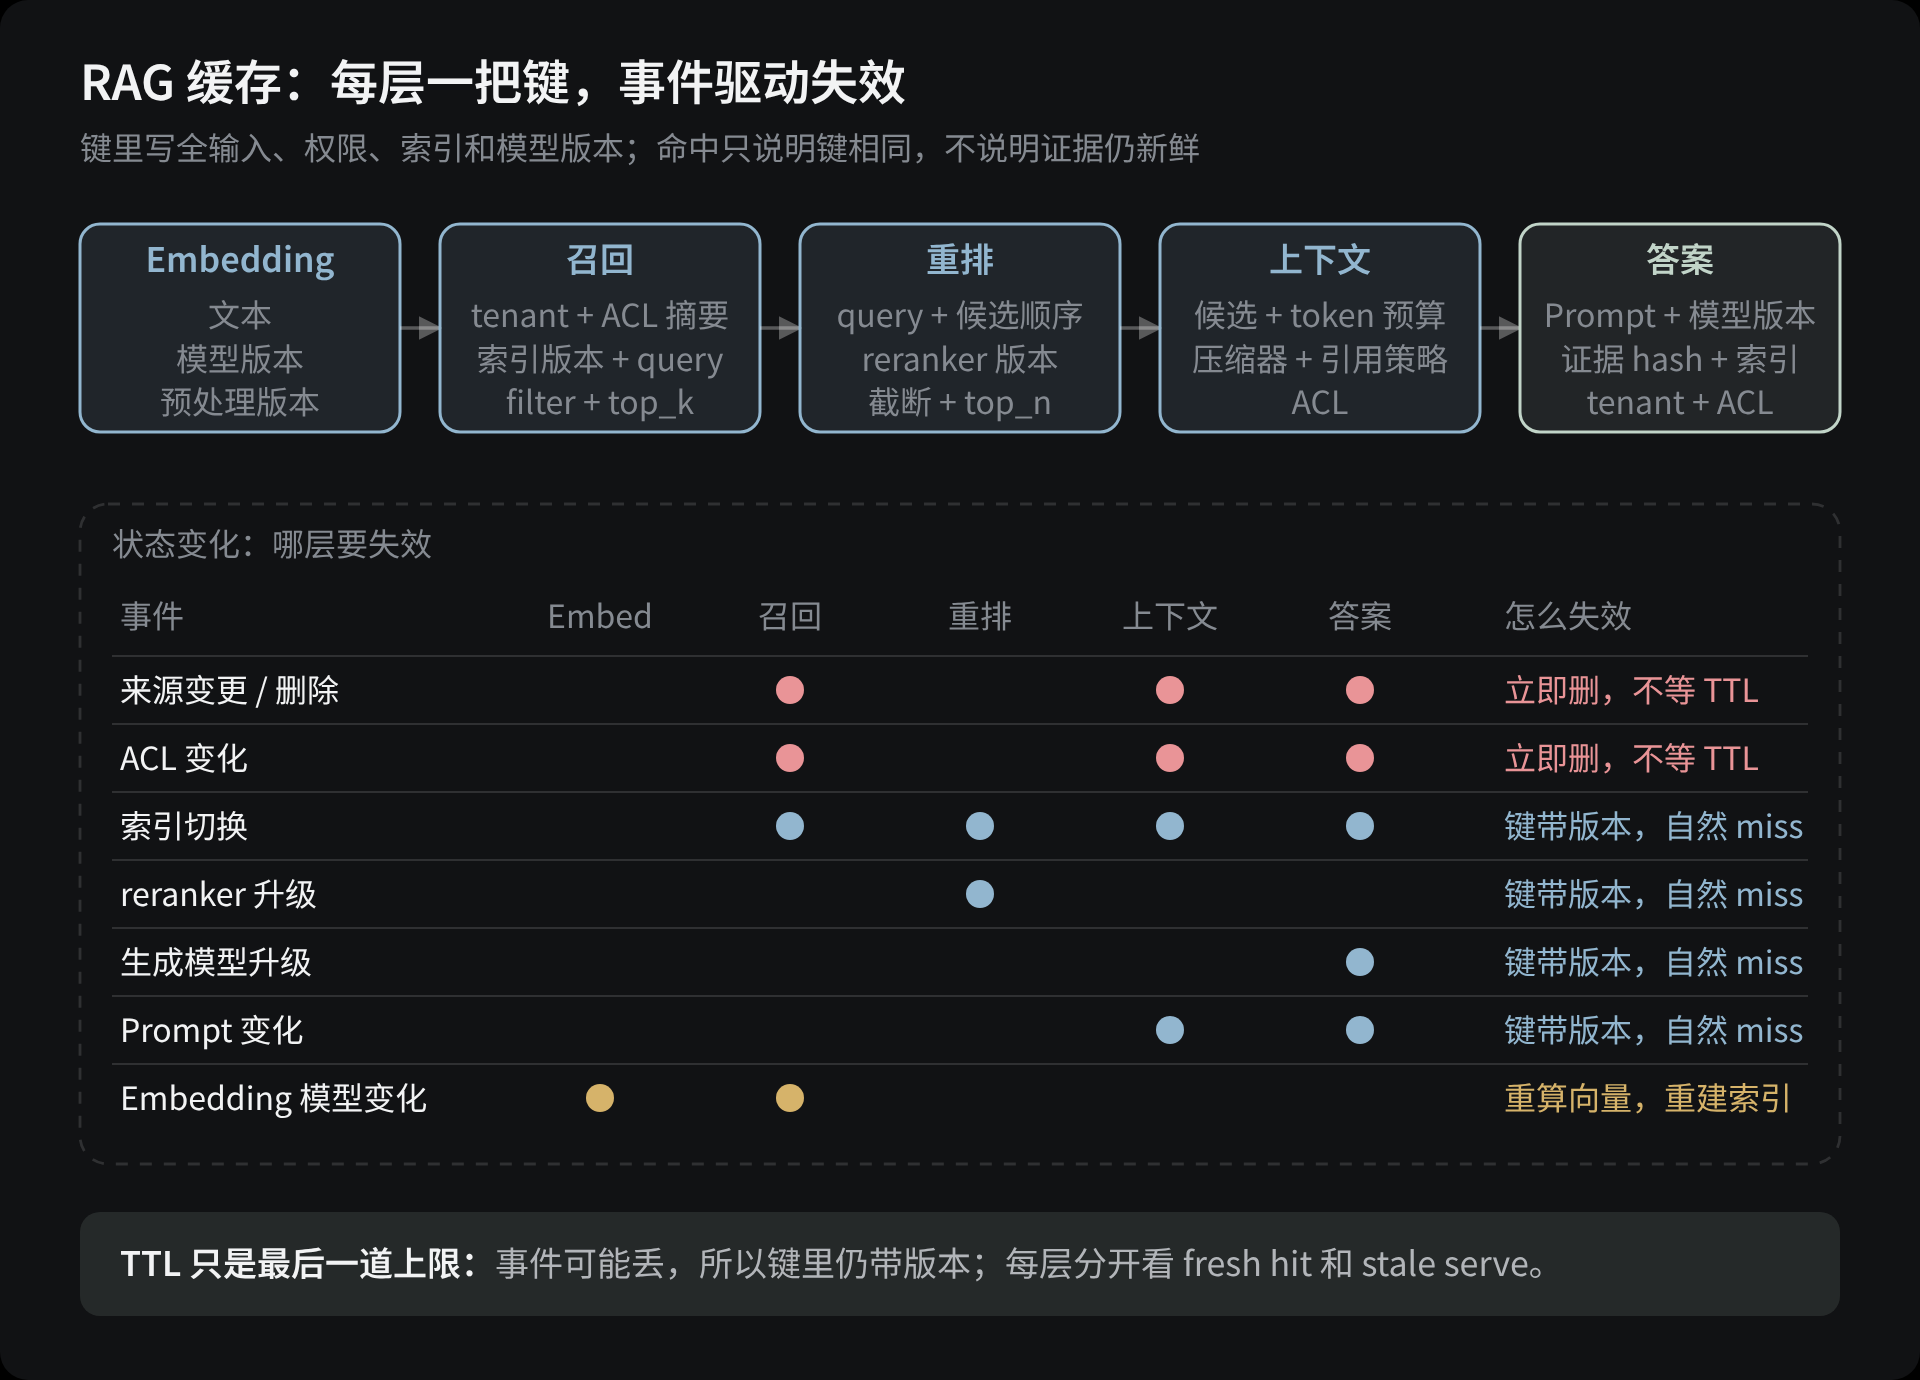 RAG 缓存：每层一把键，事件驱动失效
键里写全输入、权限、索引和模型版本；命中只说明键相同，不说明证据仍新鲜
Embedding
文本
模型版本
预处理版本
召回
tenant + ACL 摘要
索引版本 + query
filter + top_k
重排
query + 候选顺序
reranker 版本
截断 + top_n
上下文
候选 + token 预算
压缩器 + 引用策略
ACL
答案
Prompt + 模型版本
证据 hash + 索引
tenant + ACL
状态变化：哪层要失效
事件 Embed 召回 重排 上下文 答案 怎么失效
来源变更 / 删除 立即删，不等 TTL
ACL 变化 立即删，不等 TTL
索引切换 键带版本，自然 miss
reranker 升级 键带版本，自然 miss
生成模型升级 键带版本，自然 miss
Prompt 变化 键带版本，自然 miss
Embedding 模型变化 重算向量，重建索引
TTL 只是最后一道上限：事件可能丢，所以键里仍带版本；每层分开看 fresh hit 和 stale serve。